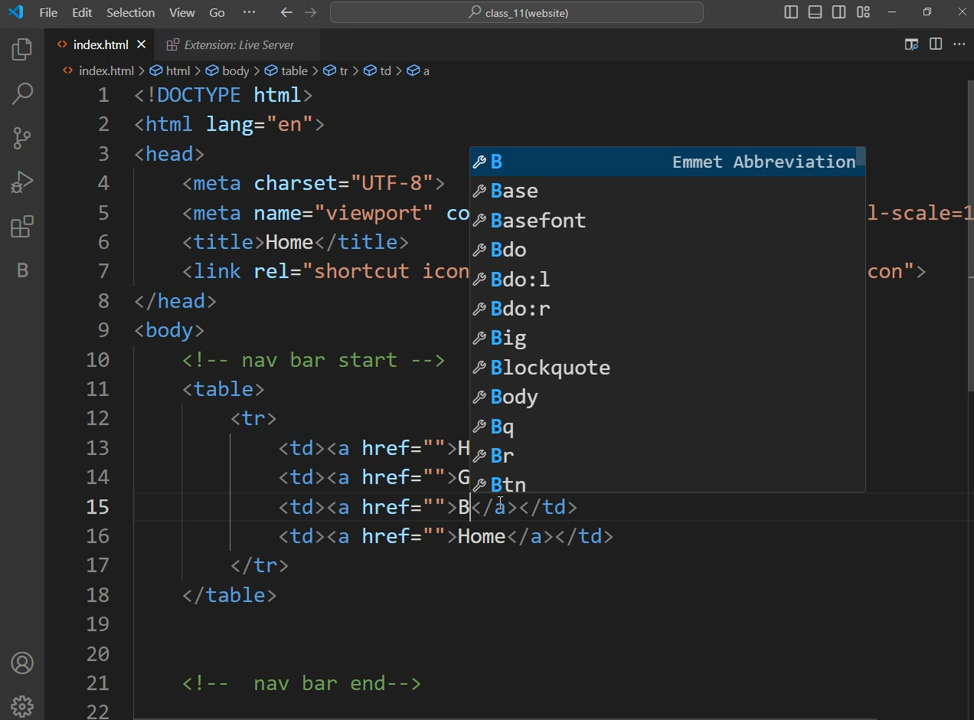 File Edit Selection View Go ··· class_11(website)
index.html Extension: Live Server
index.html > html > body > table > tr > td > a
1 <!DOCTYPE html>
2 <html lang="en">
3 <head>
4 <meta charset="UTF-8">
5 <meta name="viewport" co l-scale=1
6 <title>Home</title>
7 <link rel="shortcut icon con">
8 </head>
9 <body>
10 <!-- nav bar start -->
11 <table>
12 <tr>
13 <td><a href="">H
14 <td><a href="">G
15 <td><a href="">B</a></td>
16 <td><a href="">Home</a></td>
17 </tr>
18 </table>
19
20
21 <!-- nav bar end-->
22
B Emmet Abbreviation
Base
Basefont
Bdo
Bdo:l
Bdo:r
Big
Blockquote
Body
Bq
Br
Btn
B